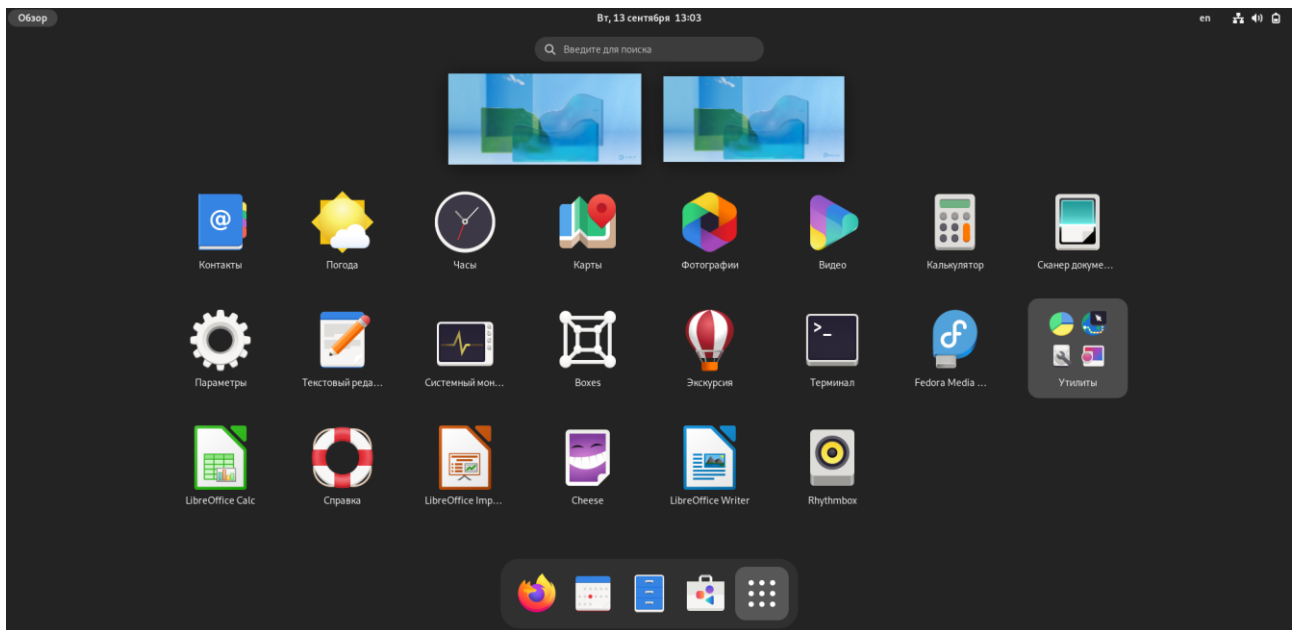 Обзор
Вт, 13 сентября 13:03
en
Введите для поиска
Контакты
Погода
Часы
Карты
Фотографии
Видео
Калькулятор
Сканер докуме...
Параметры
Текстовый реда...
Системный мон...
Boxes
Экскурсия
Терминал
Fedora Media ...
Утилиты
LibreOffice Calc
Справка
LibreOffice Imp...
Cheese
LibreOffice Writer
Rhythmbox